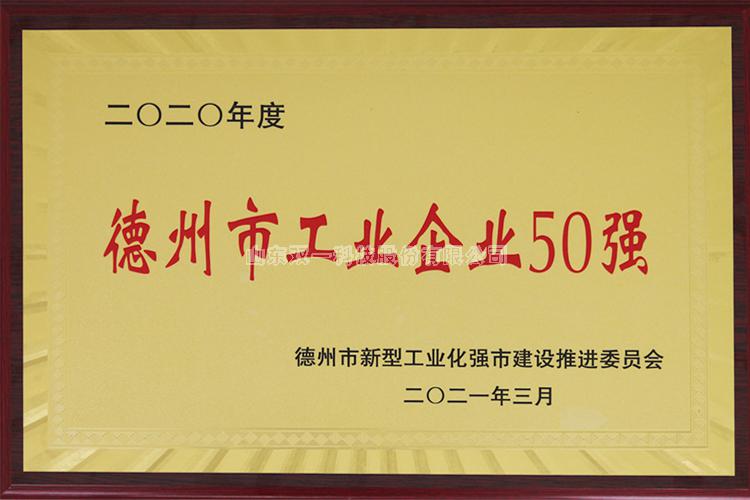 二〇二〇年度
德州市工业企业50强
山东双一科技股份有限公司
德州市新型工业化强市建设推进委员会
二〇二一年三月